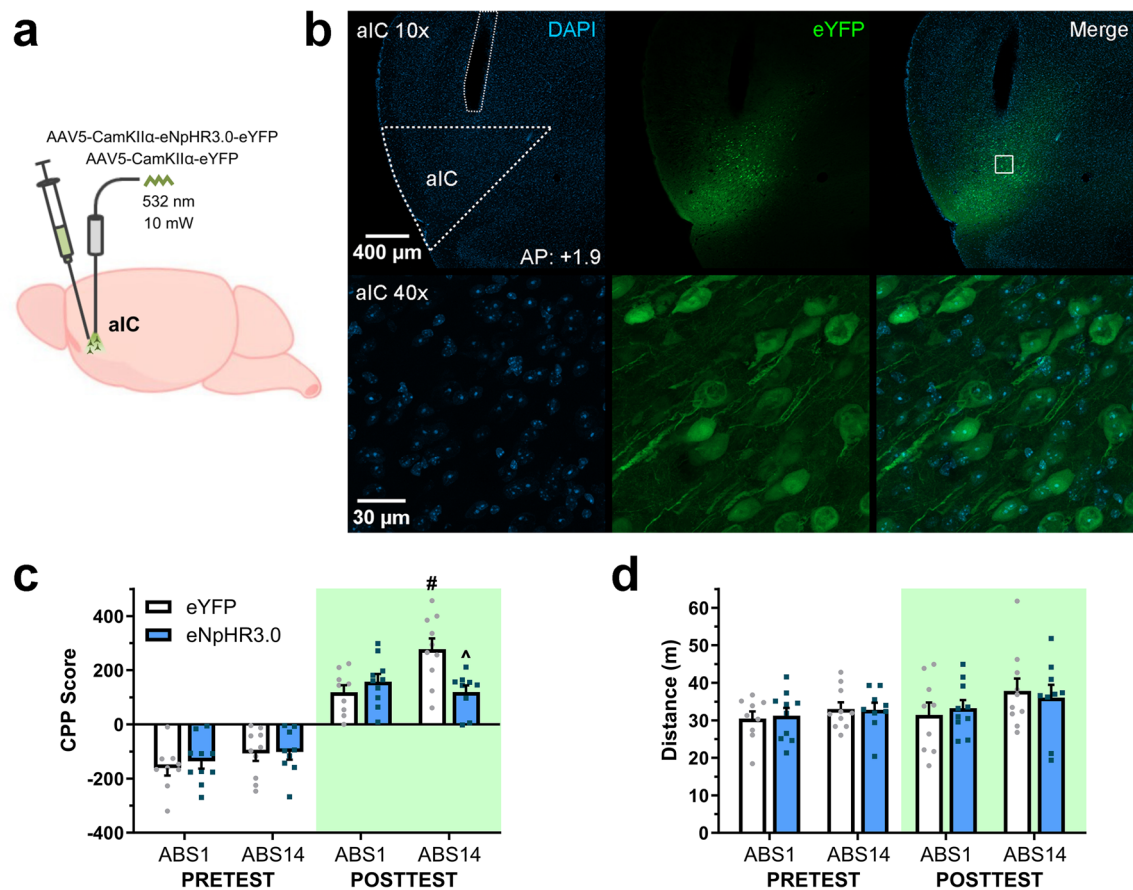 a
AAV5-CamKIIα-eNpHR3.0-eYFP
AAV5-CamKIIα-eYFP
532 nm
10 mW
aIC
b
aIC 10x
DAPI
eYFP
Merge
aIC
400 µm
AP: +1.9
aIC 40x
30 µm
c
eYFP
eNpHR3.0
#
^
CPP Score
400
200
0
-200
-400
ABS1
ABS14
ABS1
ABS14
PRETEST
POSTTEST
d
Distance (m)
60
50
40
30
20
10
0
ABS1
ABS14
ABS1
ABS14
PRETEST
POSTTEST